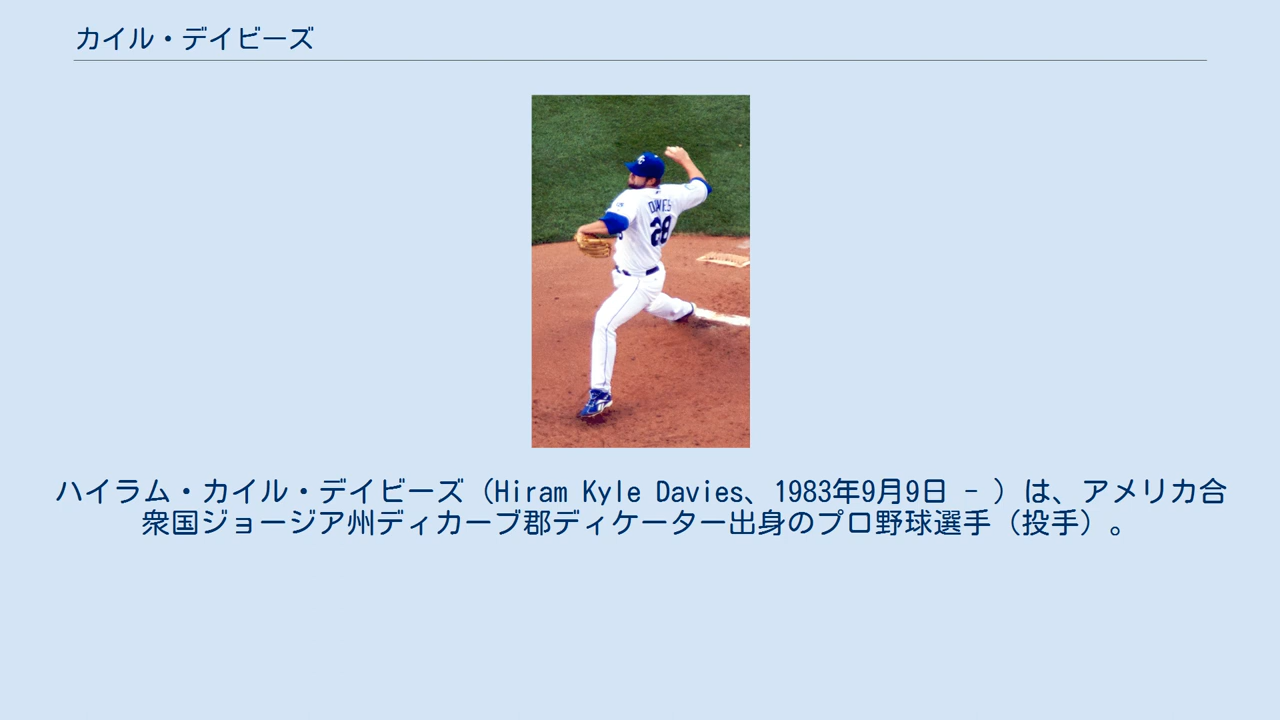 カイル・デイビーズ
DAVIES
28
ハイラム・カイル・デイビーズ（Hiram Kyle Davies、1983年9月9日 - ）は、アメリカ合
衆国ジョージア州ディカーブ郡ディケーター出身のプロ野球選手（投手）。